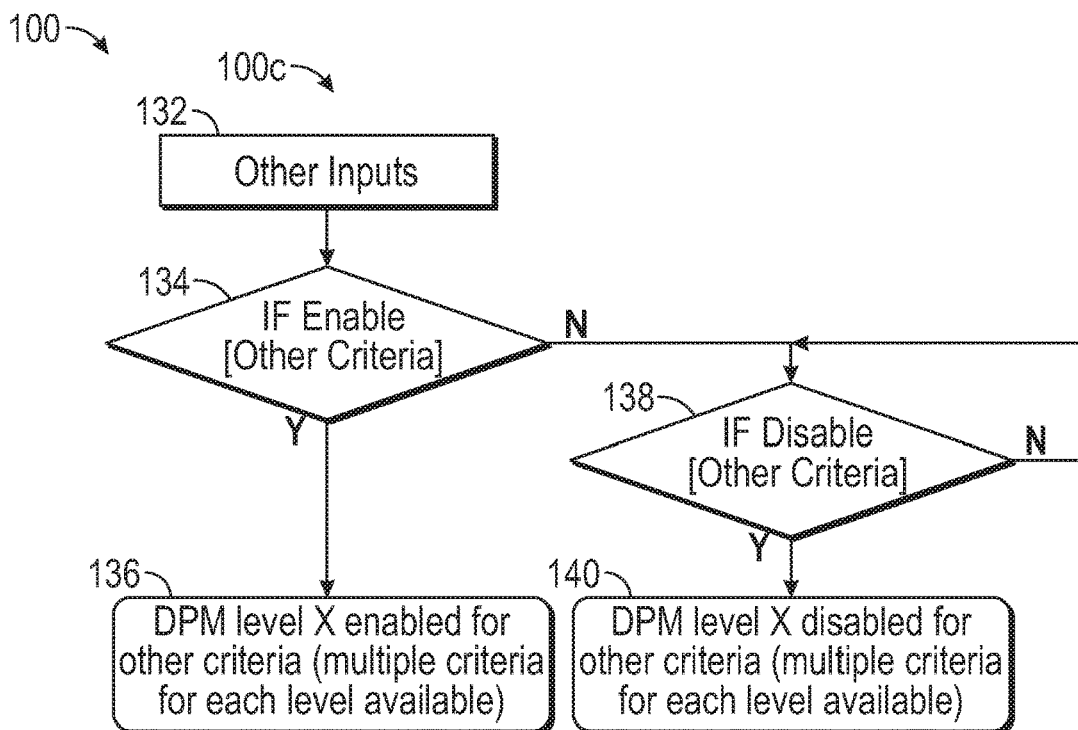 100
100c
132
Other Inputs
134
IF Enable
[Other Criteria]
N
Y
138
IF Disable
[Other Criteria]
N
Y
136
DPM level X enabled for
other criteria (multiple criteria
for each level available)
140
DPM level X disabled for
other criteria (multiple criteria
for each level available)